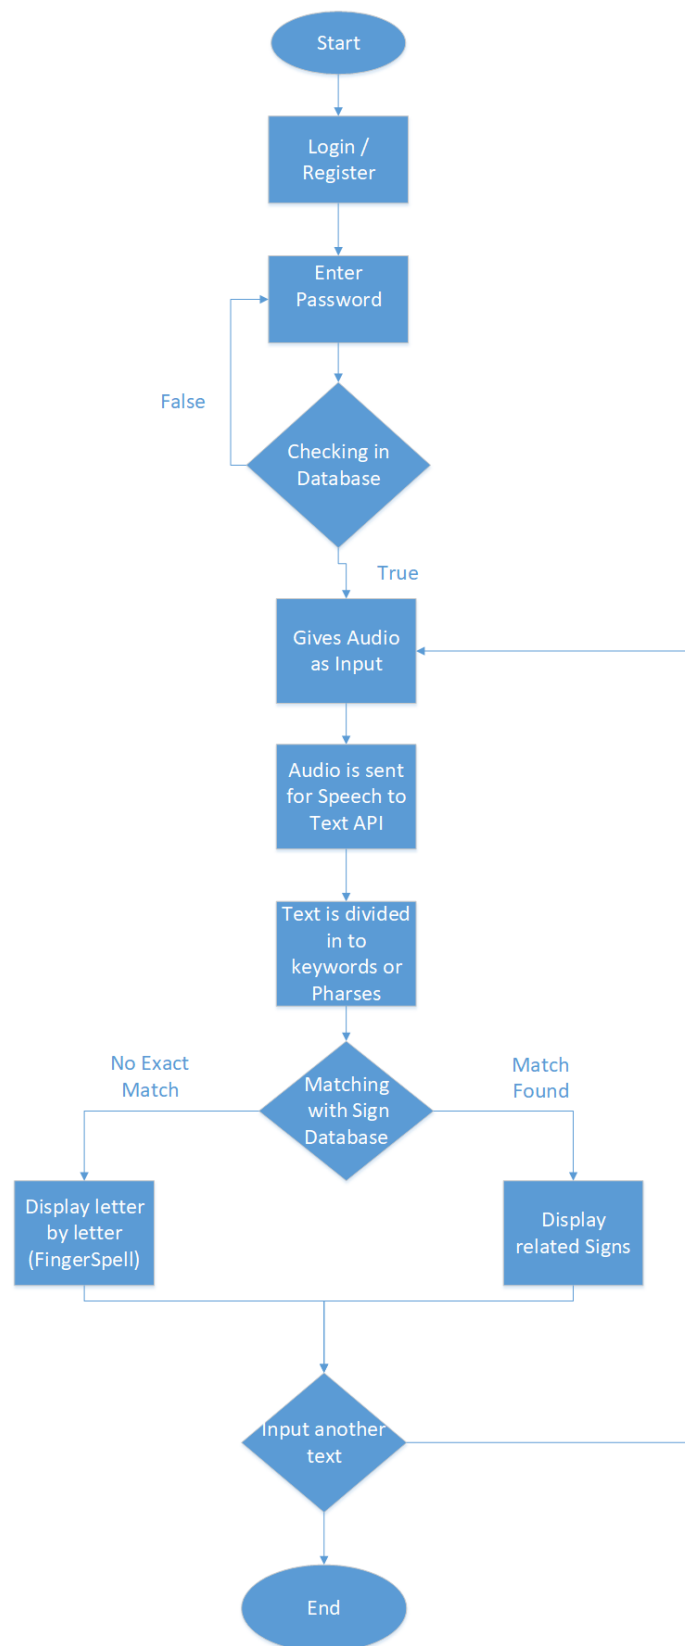 Start
Login /
Register
Enter
Password
False
Checking in
Database
True
Gives Audio
as Input
Audio is sent
for Speech to
Text API
Text is divided
in to
keywords or
Pharses
No Exact
Match
Matching
with Sign
Database
Match
Found
Display letter
by letter
(FingerSpell)
Display
related Signs
Input another
text
End